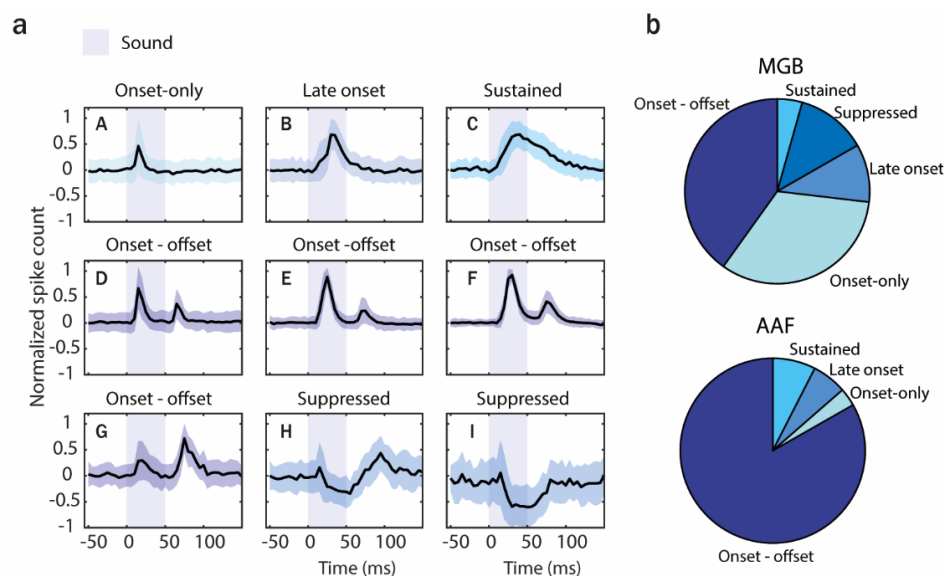 a
Sound
Onset-only
Late onset
Sustained
A
B
C
1
0.5
0
-0.5
-1
Onset - offset
Onset -offset
Onset - offset
D
E
F
1
0.5
0
-0.5
-1
Onset - offset
Suppressed
Suppressed
G
H
I
1
0.5
0
-0.5
-1
-50 0 50 100
-50 0 50 100
-50 0 50 100
Time (ms)
Time (ms)
Normalized spike count
b
MGB
Sustained
Onset - offset
Suppressed
Late onset
Onset-only
AAF
Sustained
Late onset
Onset-only
Onset - offset